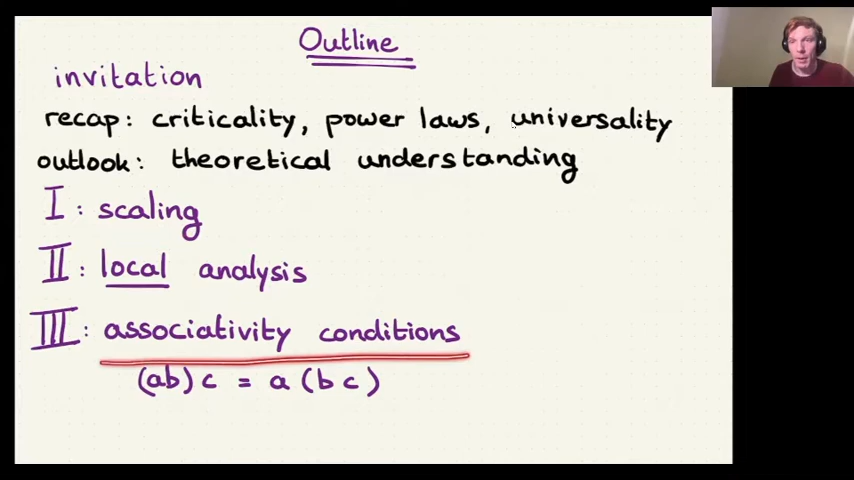 Outline
invitation
recap: criticality, power laws, universality
outlook: theoretical understanding
I: scaling
II: local analysis
III: associativity conditions
(ab)c = a(bc)